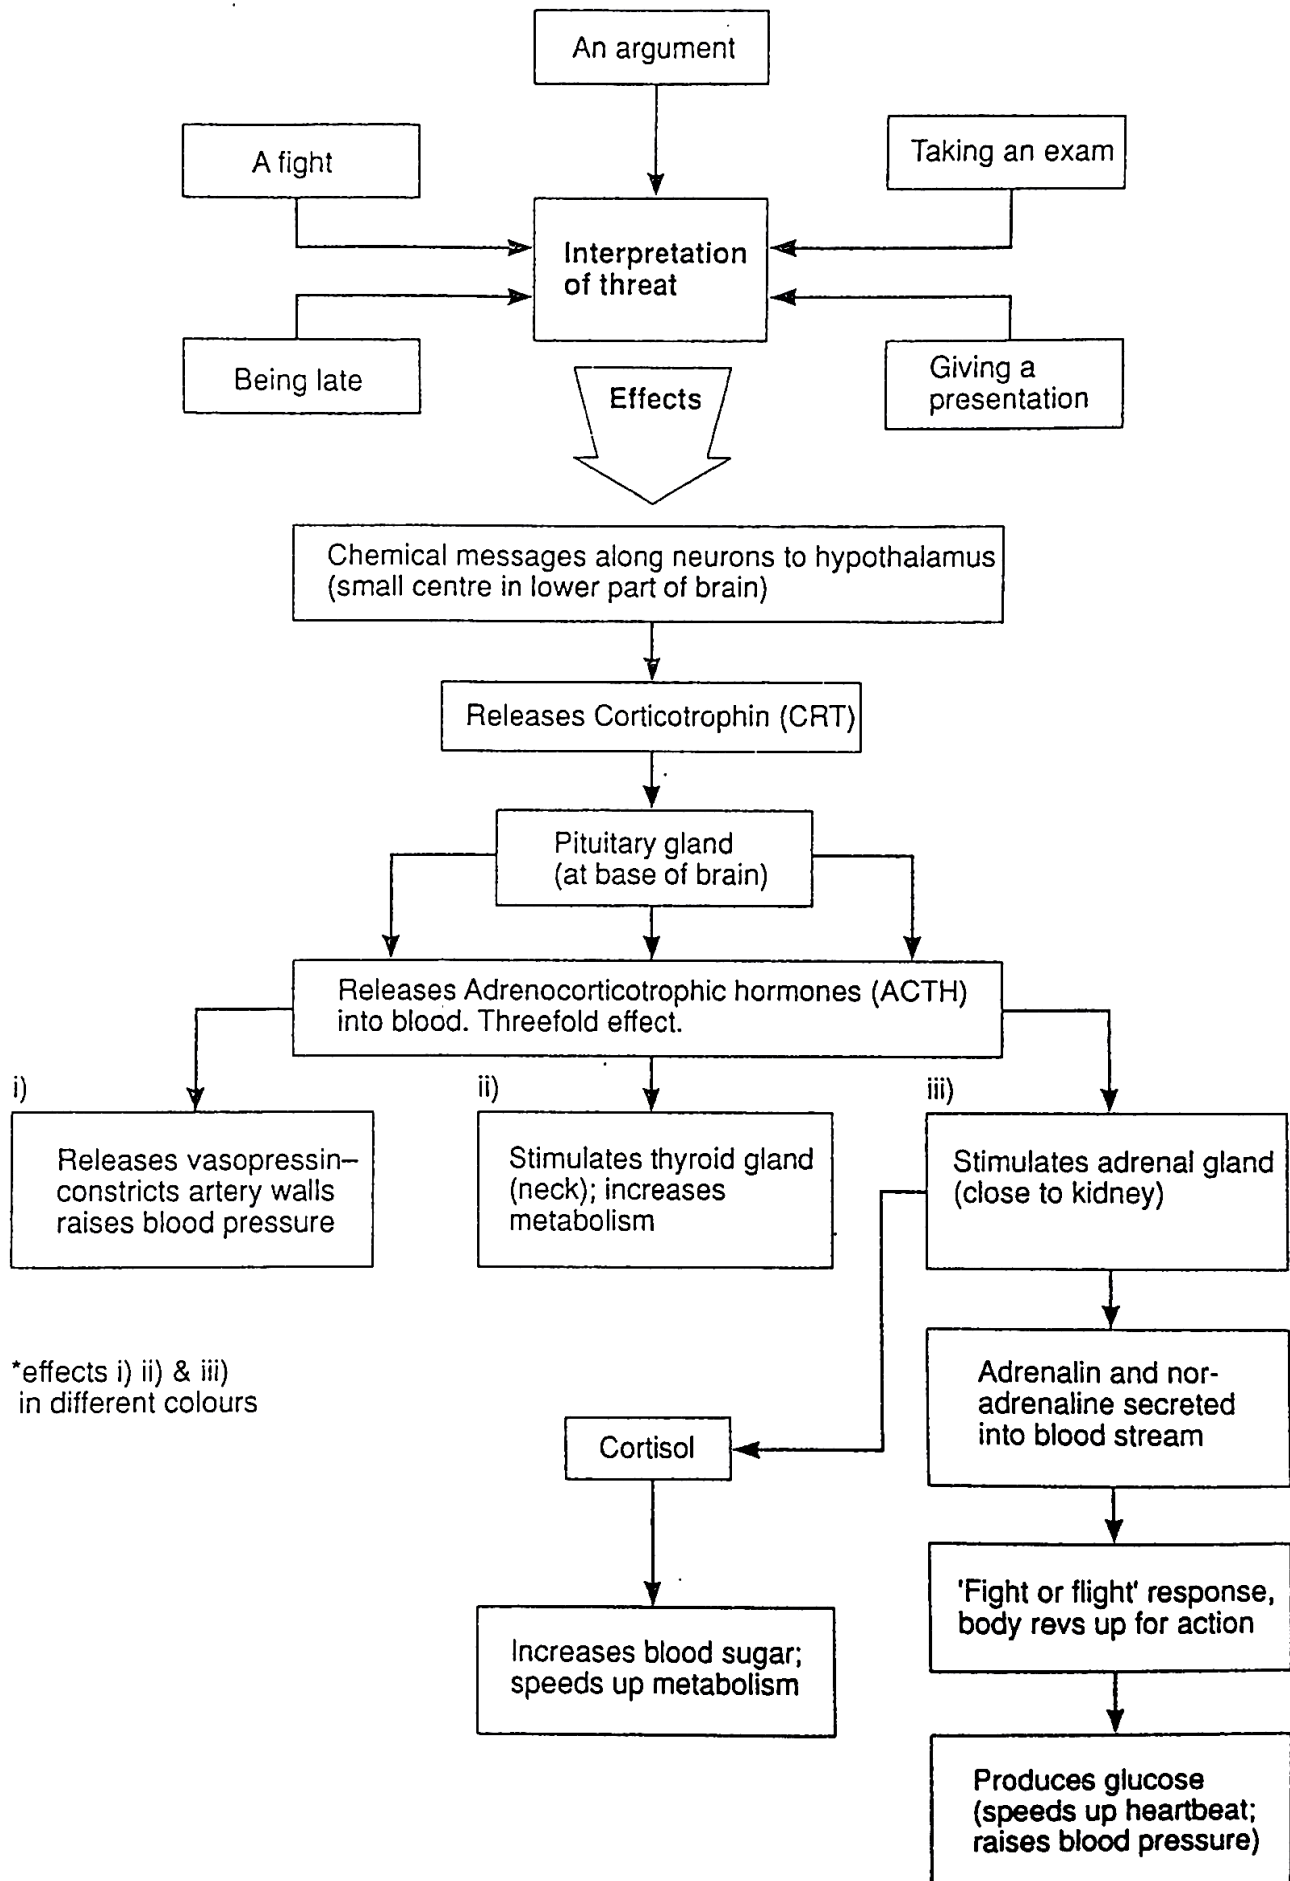 An argument
A fight
Taking an exam
Interpretation
of threat
Being late
Giving a
presentation
Effects
Chemical messages along neurons to hypothalamus
(small centre in lower part of brain)
Releases Corticotrophin (CRT)
Pituitary gland
(at base of brain)
Releases Adrenocorticotrophic hormones (ACTH)
into blood. Threefold effect.
i)
Releases vasopressin–
constricts artery walls
raises blood pressure
ii)
Stimulates thyroid gland
(neck); increases
metabolism
iii)
Stimulates adrenal gland
(close to kidney)
*effects i) ii) & iii)
in different colours
Adrenalin and nor-
adrenaline secreted
into blood stream
Cortisol
'Fight or flight' response,
body revs up for action
Increases blood sugar;
speeds up metabolism
Produces glucose
(speeds up heartbeat;
raises blood pressure)